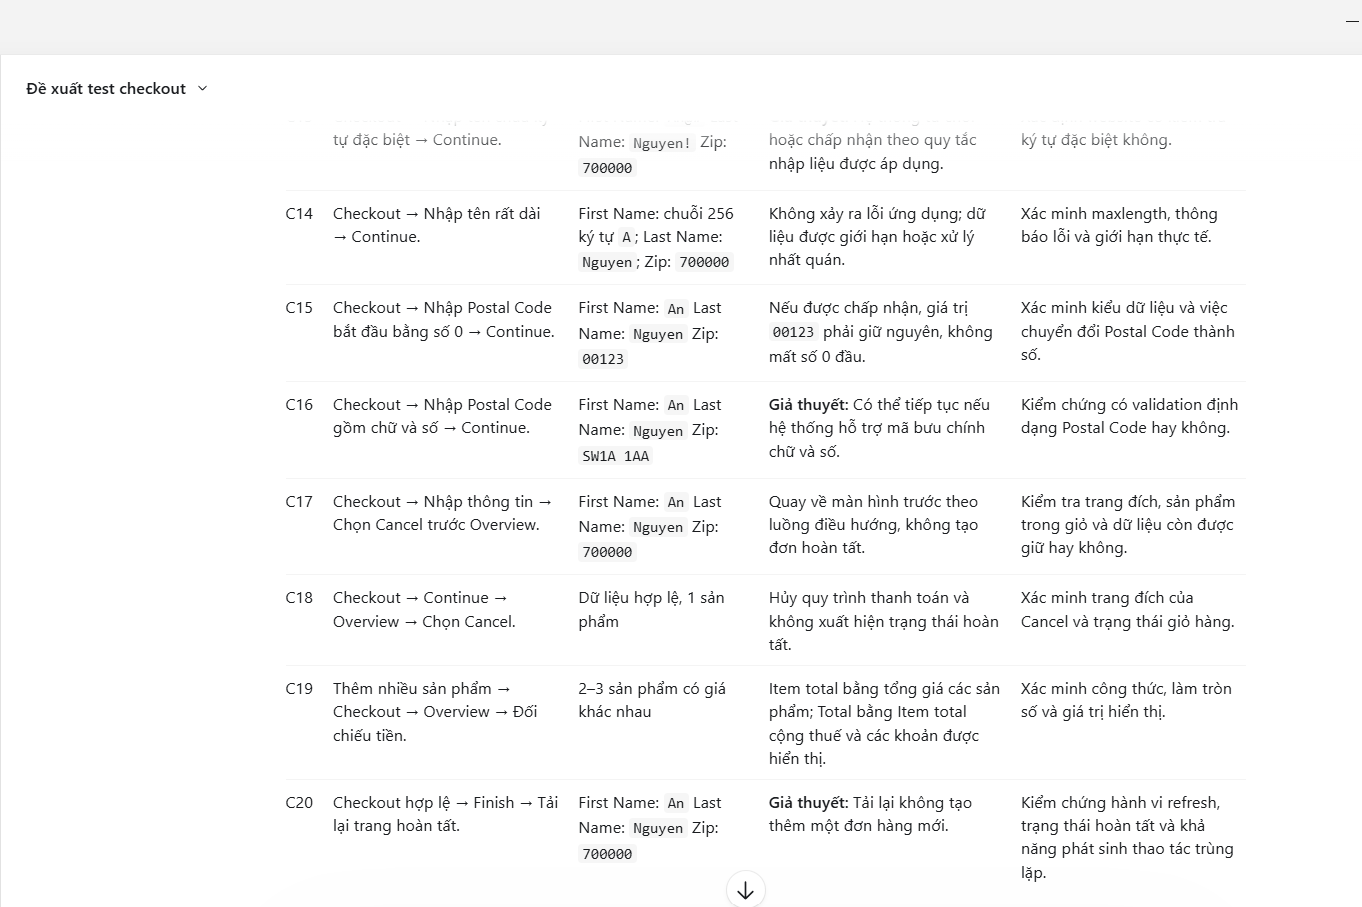 Đề xuất test checkout
tự đặc biệt → Continue.
Name: Nguyen! Zip:
700000
hoặc chấp nhận theo quy tắc
nhập liệu được áp dụng.
ký tự đặc biệt không.
C14
Checkout → Nhập tên rất dài
→ Continue.
First Name: chuỗi 256
ký tự A; Last Name:
Nguyen; Zip: 700000
Không xảy ra lỗi ứng dụng; dữ
liệu được giới hạn hoặc xử lý
nhất quán.
Xác minh maxlength, thông
báo lỗi và giới hạn thực tế.
C15
Checkout → Nhập Postal Code
bắt đầu bằng số 0 → Continue.
First Name: An Last
Name: Nguyen Zip:
00123
Nếu được chấp nhận, giá trị
00123 phải giữ nguyên, không
mất số 0 đầu.
Xác minh kiểu dữ liệu và việc
chuyển đổi Postal Code thành
số.
C16
Checkout → Nhập Postal Code
gồm chữ và số → Continue.
First Name: An Last
Name: Nguyen Zip:
SW1A 1AA
Giả thuyết: Có thể tiếp tục nếu
hệ thống hỗ trợ mã bưu chính
chữ và số.
Kiểm chứng có validation định
dạng Postal Code hay không.
C17
Checkout → Nhập thông tin →
Chọn Cancel trước Overview.
First Name: An Last
Name: Nguyen Zip:
700000
Quay về màn hình trước theo
luồng điều hướng, không tạo
đơn hoàn tất.
Kiểm tra trang đích, sản phẩm
trong giỏ và dữ liệu còn được
giữ hay không.
C18
Checkout → Continue →
Overview → Chọn Cancel.
Dữ liệu hợp lệ, 1 sản
phẩm
Hủy quy trình thanh toán và
không xuất hiện trạng thái hoàn
tất.
Xác minh trang đích của
Cancel và trạng thái giỏ hàng.
C19
Thêm nhiều sản phẩm →
Checkout → Overview → Đối
chiếu tiền.
2–3 sản phẩm có giá
khác nhau
Item total bằng tổng giá các sản
phẩm; Total bằng Item total
cộng thuế và các khoản được
hiển thị.
Xác minh công thức, làm tròn
số và giá trị hiển thị.
C20
Checkout hợp lệ → Finish → Tải
lại trang hoàn tất.
First Name: An Last
Name: Nguyen Zip:
700000
Giả thuyết: Tải lại không tạo
thêm một đơn hàng mới.
Kiểm chứng hành vi refresh,
trạng thái hoàn tất và khả
năng phát sinh thao tác trùng
lặp.